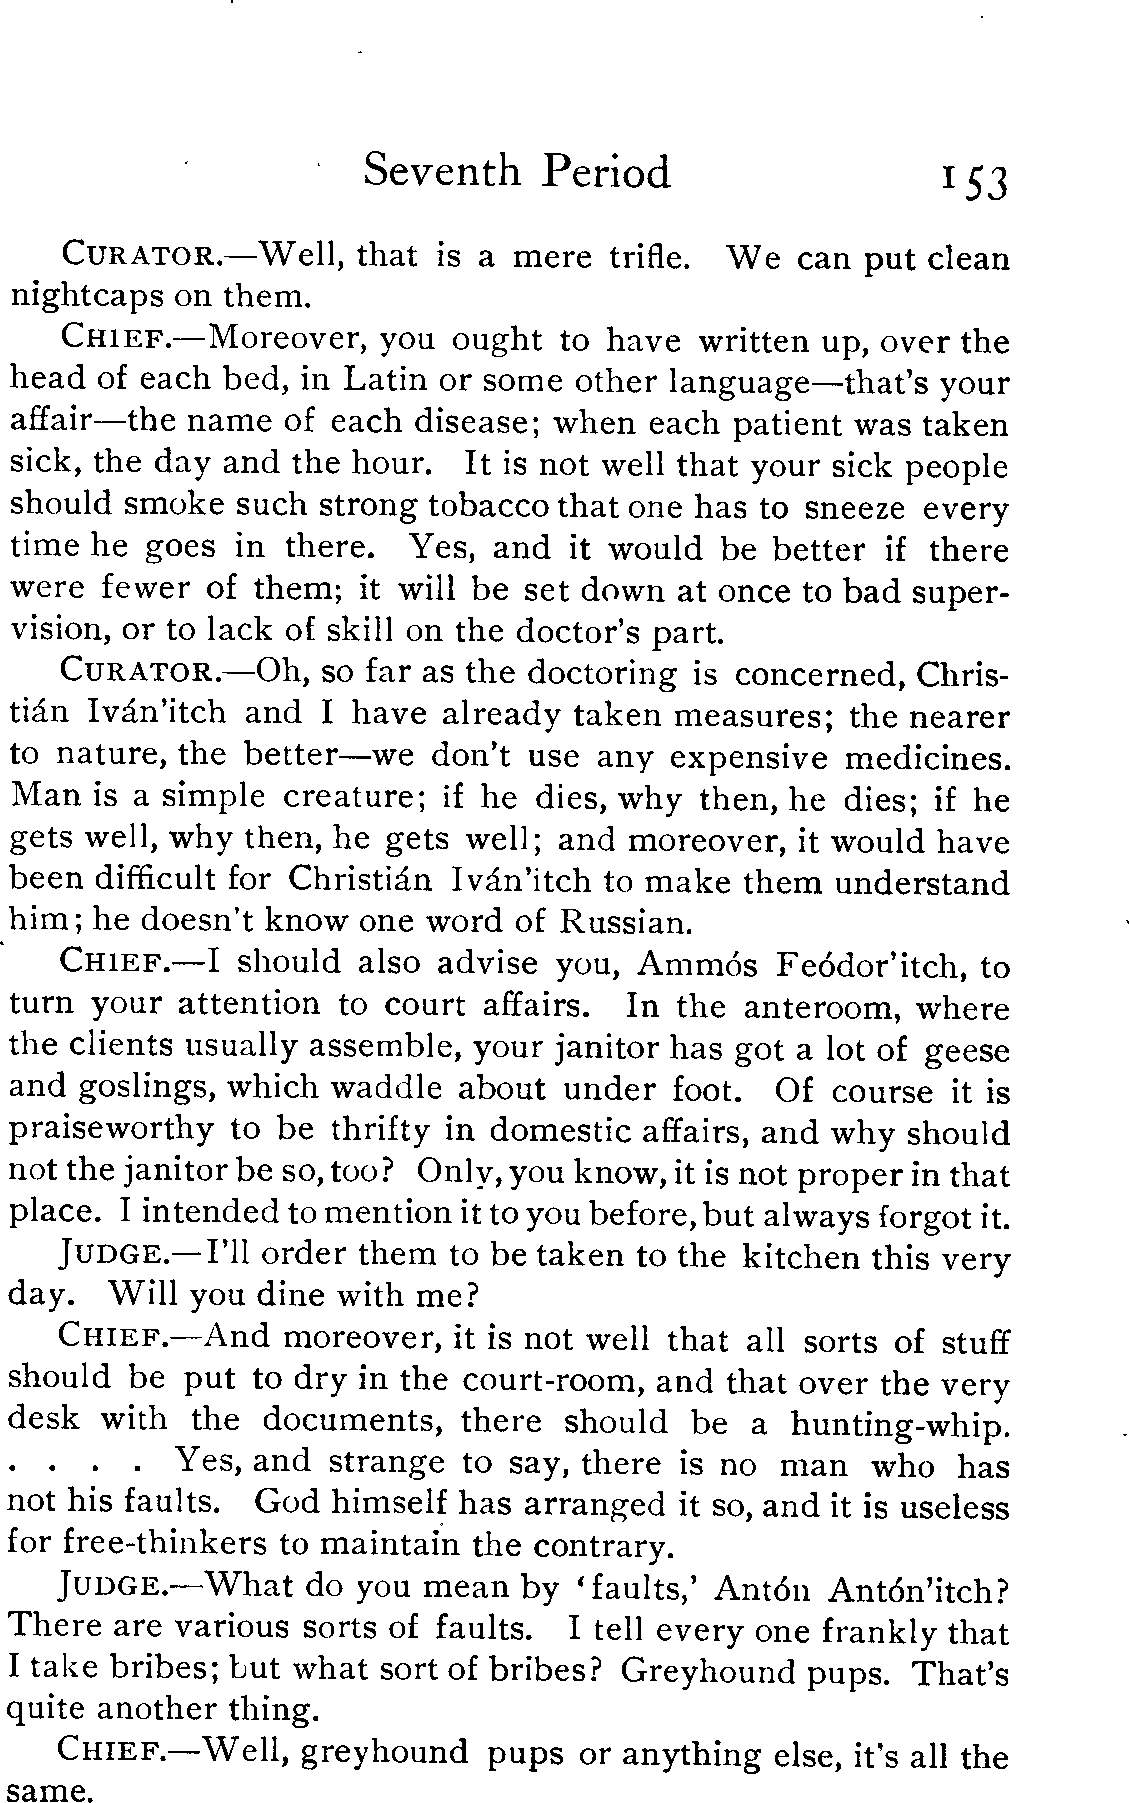 Seventh Period 153
CURATOR.—Well, that is a mere trifle. We can put clean
nightcaps on them.
CHIEF.—Moreover, you ought to have written up, over the
head of each bed, in Latin or some other language—that's your
affair—the name of each disease; when each patient was taken
sick, the day and the hour. It is not well that your sick people
should smoke such strong tobacco that one has to sneeze every
time he goes in there. Yes, and it would be better if there
were fewer of them; it will be set down at once to bad super-
vision, or to lack of skill on the doctor's part.
CURATOR.—Oh, so far as the doctoring is concerned, Chris-
tián Iván'itch and I have already taken measures; the nearer
to nature, the better—we don't use any expensive medicines.
Man is a simple creature; if he dies, why then, he dies; if he
gets well, why then, he gets well; and moreover, it would have
been difficult for Christián Iván'itch to make them understand
him; he doesn't know one word of Russian.
CHIEF.—I should also advise you, Ammós Feódor'itch, to
turn your attention to court affairs. In the anteroom, where
the clients usually assemble, your janitor has got a lot of geese
and goslings, which waddle about under foot. Of course it is
praiseworthy to be thrifty in domestic affairs, and why should
not the janitor be so, too? Only, you know, it is not proper in that
place. I intended to mention it to you before, but always forgot it.
JUDGE.—I'll order them to be taken to the kitchen this very
day. Will you dine with me?
CHIEF.—And moreover, it is not well that all sorts of stuff
should be put to dry in the court-room, and that over the very
desk with the documents, there should be a hunting-whip.
. . . . Yes, and strange to say, there is no man who has
not his faults. God himself has arranged it so, and it is useless
for free-thinkers to maintain the contrary.
JUDGE.—What do you mean by 'faults,' Antón Antón'itch?
There are various sorts of faults. I tell every one frankly that
I take bribes; but what sort of bribes? Greyhound pups. That's
quite another thing.
CHIEF.—Well, greyhound pups or anything else, it's all the
same.